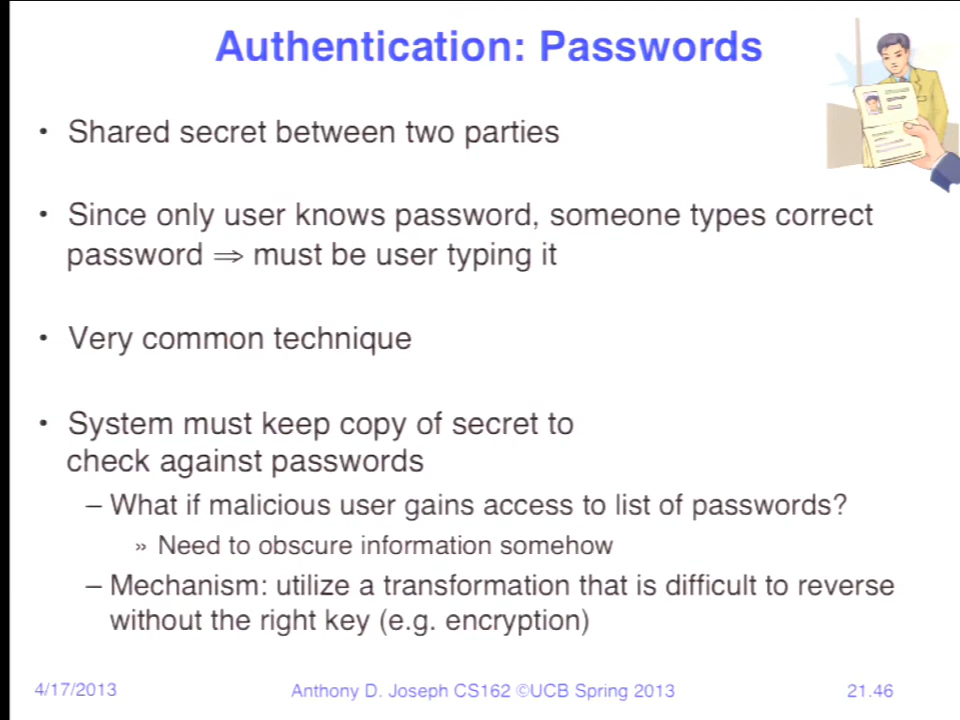 Authentication: Passwords
• Shared secret between two parties
• Since only user knows password, someone types correct
password ⇒ must be user typing it
• Very common technique
• System must keep copy of secret to
check against passwords
– What if malicious user gains access to list of passwords?
» Need to obscure information somehow
– Mechanism: utilize a transformation that is difficult to reverse
without the right key (e.g. encryption)
4/17/2013
Anthony D. Joseph CS162 ©UCB Spring 2013
21.46